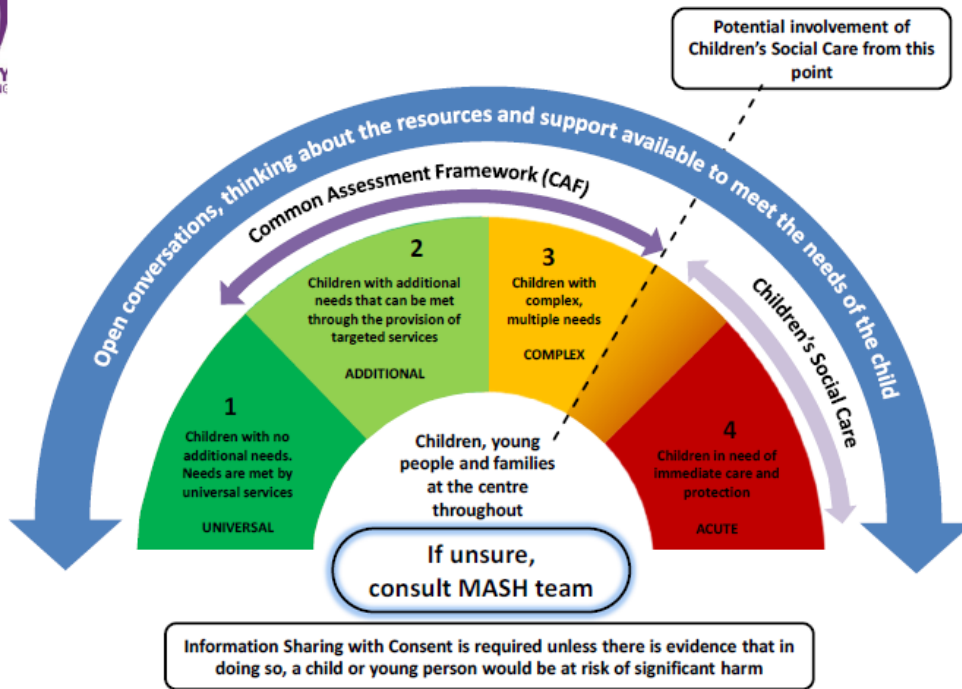 Potential involvement of
Children's Social Care from this
point
Open conversations, thinking about the resources and support available to meet the needs of the child
Common Assessment Framework (CAF)
Children's Social Care
1
Children with no
additional needs.
Needs are met by
universal services
UNIVERSAL
2
Children with additional
needs that can be met
through the provision of
targeted services
ADDITIONAL
3
Children with
complex,
multiple needs
COMPLEX
4
Children in need of
immediate care and
protection
ACUTE
Children, young
people and families
at the centre
throughout
If unsure,
consult MASH team
Information Sharing with Consent is required unless there is evidence that in
doing so, a child or young person would be at risk of significant harm